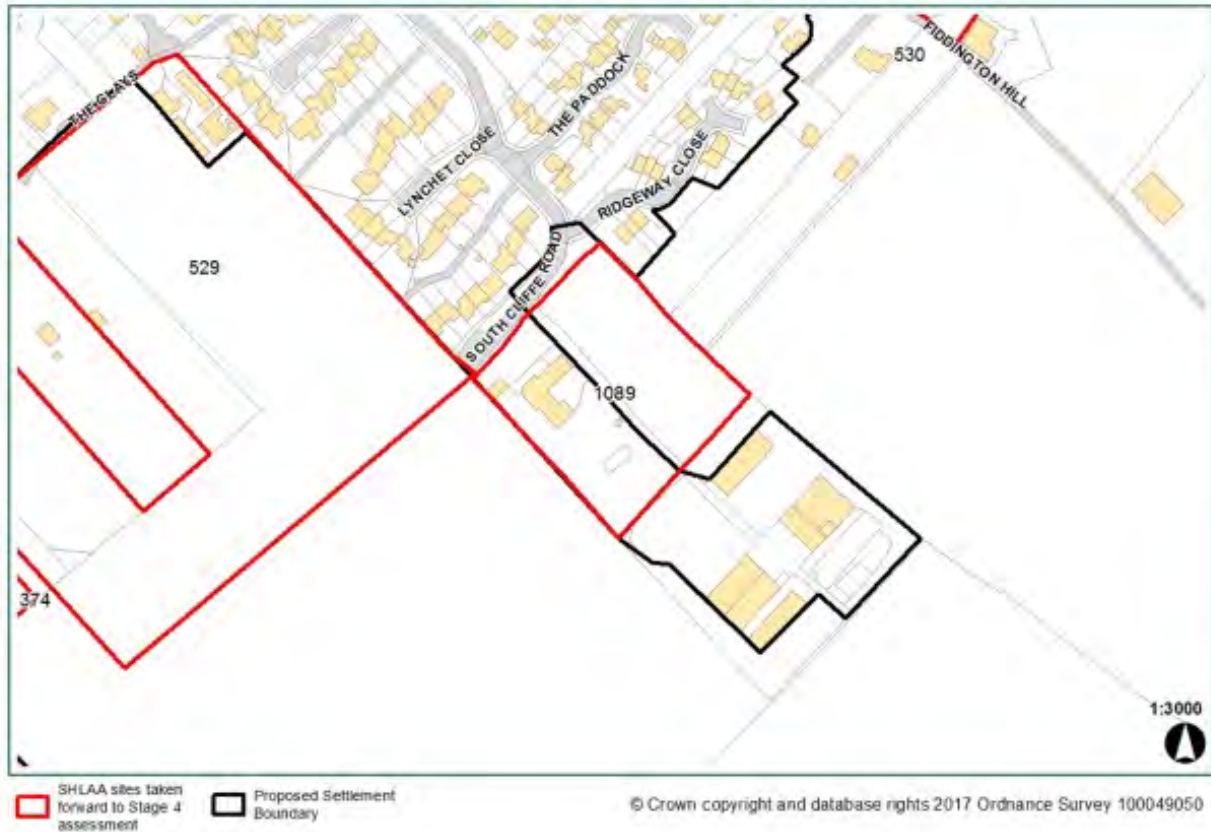 530
FIDDINGTON HILL
THE CLAYS
THE PADDOCK
LYNCHET CLOSE
RIDGEWAY CLOSE
529
SOUTH CLIFFE ROAD
1089
374
1:3000
SHLAA sites taken
forward to Stage 4
assessment
Proposed Settlement
Boundary
© Crown copyright and database rights 2017 Ordnance Survey 100049050